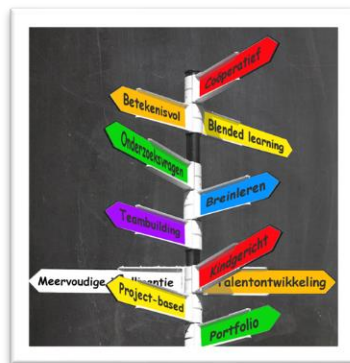 Coöperatief
Betekenisvol
Blended learning
Onderzoeksvragen
Breinleren
Teambuilding
Kindgericht
Meervoudige
Talentontwikkeling
Project-based
Portfolio